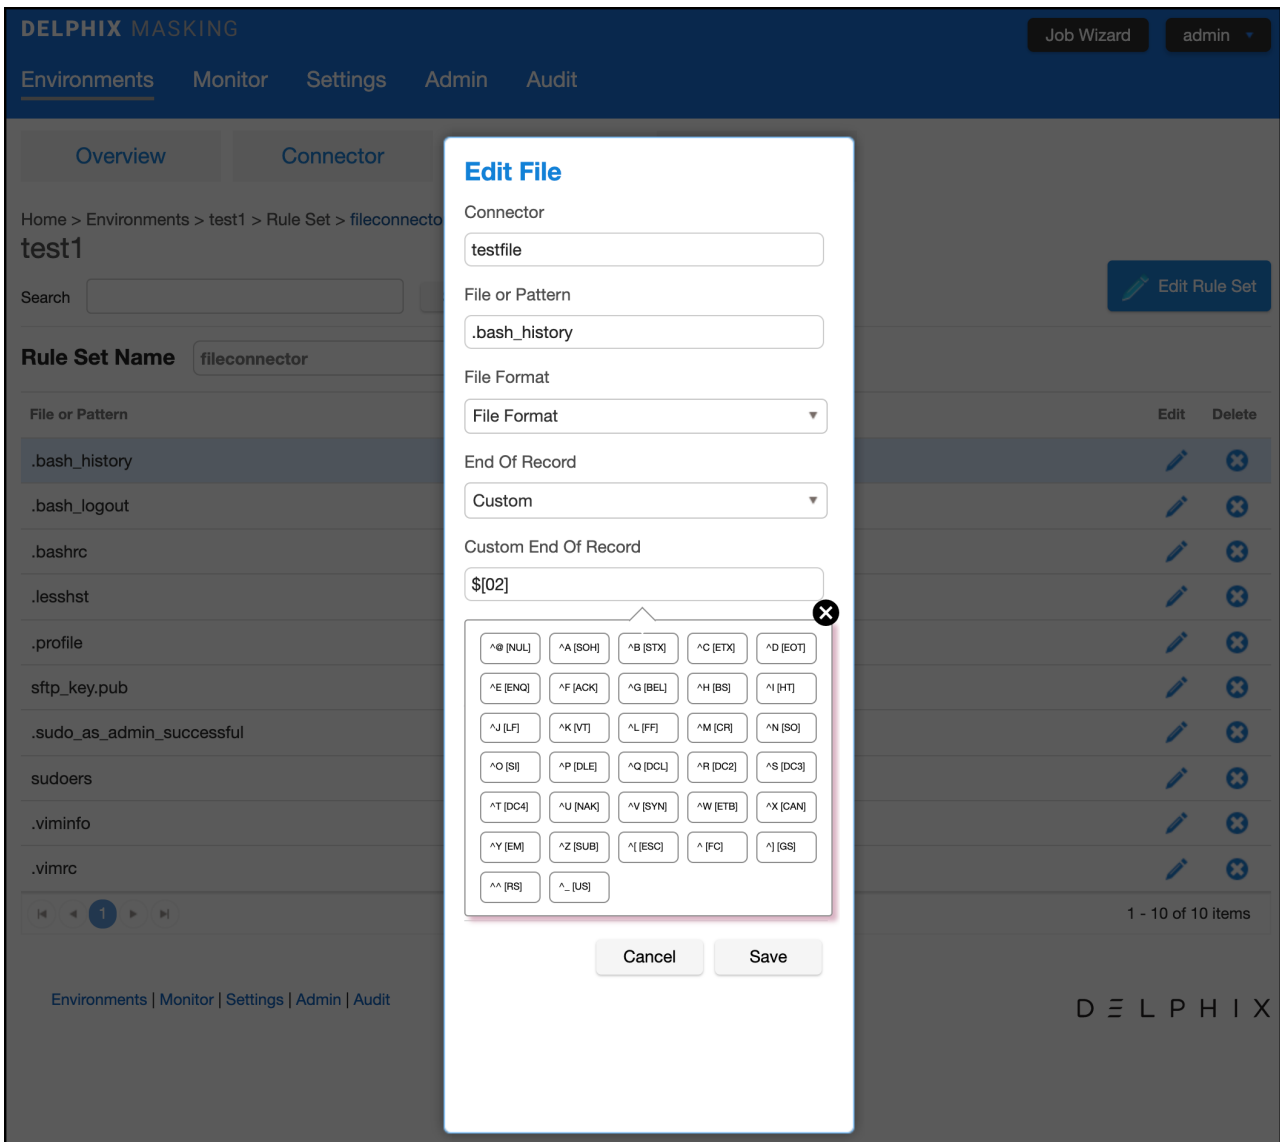 DELPHIX MASKING
Job Wizard
admin
Environments Monitor Settings Admin Audit
Overview Connector
Home > Environments > test1 > Rule Set > fileconnecto
test1
Search
Edit Rule Set
Rule Set Name fileconnector
File or Pattern Edit Delete
.bash_history
.bash_logout
.bashrc
.lesshst
.profile
sftp_key.pub
.sudo_as_admin_successful
sudoers
.viminfo
.vimrc
1
1 - 10 of 10 items
Edit File
Connector
testfile
File or Pattern
.bash_history
File Format
File Format
End Of Record
Custom
Custom End Of Record
$[02]
^@ [NUL] ^A [SOH] ^B [STX] ^C [ETX] ^D [EOT]
^E [ENQ] ^F [ACK] ^G [BEL] ^H [BS] ^I [HT]
^J [LF] ^K [VT] ^L [FF] ^M [CR] ^N [SO]
^O [SI] ^P [DLE] ^Q [DCL] ^R [DC2] ^S [DC3]
^T [DC4] ^U [NAK] ^V [SYN] ^W [ETB] ^X [CAN]
^Y [EM] ^Z [SUB] ^[ [ESC] ^ [FC] ^] [GS]
^^ [RS] ^_ [US]
Cancel Save
Environments | Monitor | Settings | Admin | Audit
DELPHIX